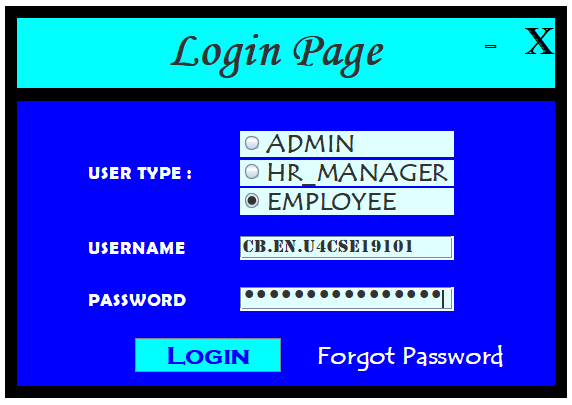 Login Page - X
ADMIN
USER TYPE : HR_MANAGER
EMPLOYEE
USERNAME CB.EN.U4CSE19101
PASSWORD ●●●●●●●●●●●●●●●●
LOGIN Forgot Password